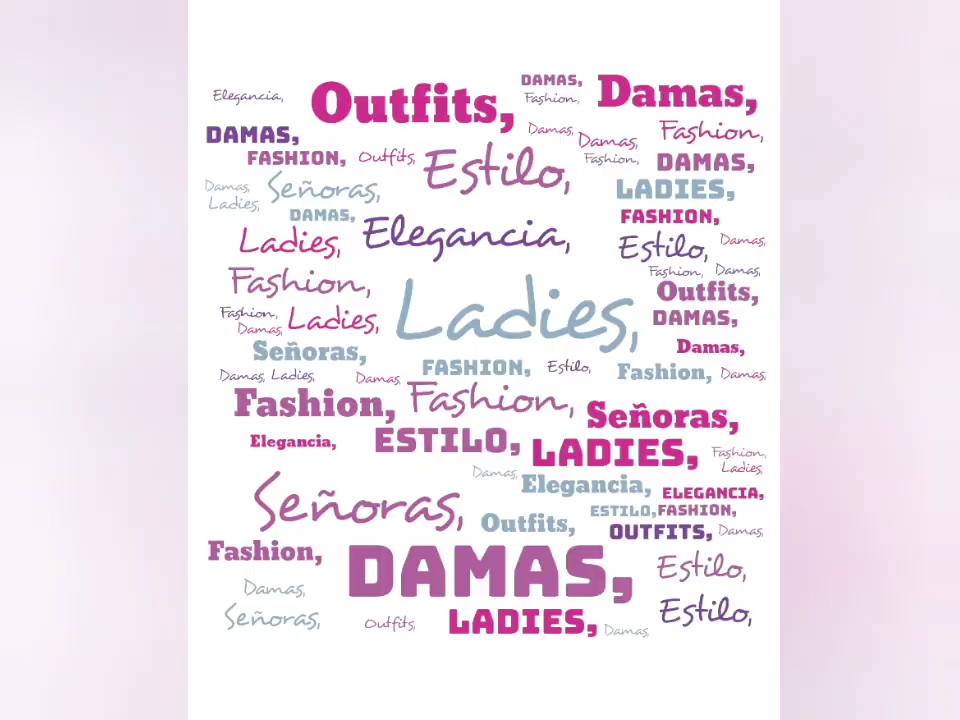 DAMAS,
Elegancia, Outfits, Fashion, Damas,
DAMAS, Damas, Damas, Fashion,
FASHION, Outfits, Estilo, Fashion, DAMAS,
Damas, Señoras, LADIES,
Ladies, DAMAS, FASHION,
Ladies, Elegancia, Estilo, Damas,
Fashion, Fashion, Damas,
Ladies, Outfits,
Fashion, Ladies, DAMAS,
Damas,
Señoras, Damas,
FASHION, Estilo, Fashion, Damas,
Damas, Ladies, Damas,
Fashion, Fashion, Señoras,
Elegancia, ESTILO, LADIES, Fashion,
Ladies,
Damas, Elegancia, ELEGANCIA,
Señoras, Outfits, ESTILO, FASHION,
OUTFITS, Damas,
Fashion, DAMAS, Estilo,
Damas,
Señoras, Outfits, LADIES, Damas, Estilo,